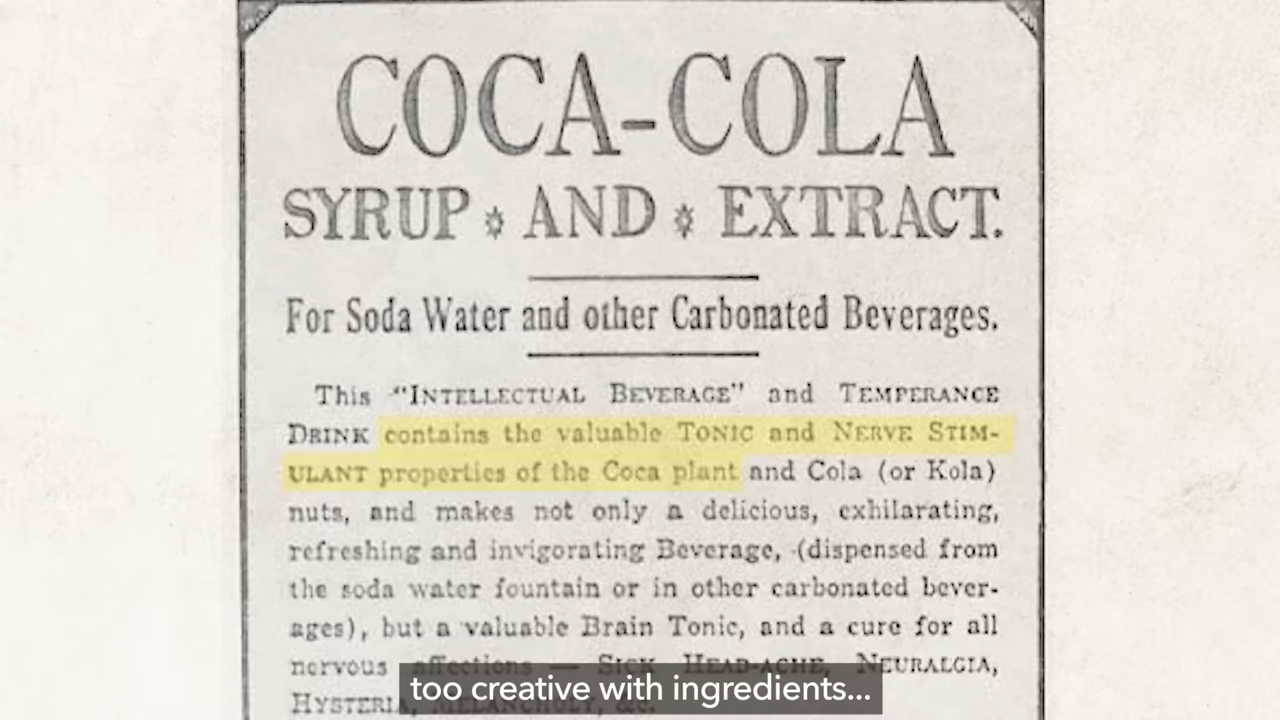 COCA-COLA
SYRUP * AND * EXTRACT.
For Soda Water and other Carbonated Beverages.
This "INTELLECTUAL BEVERAGE" and TEMPERANCE
DRINK contains the valuable TONIC and NERVE STIM-
ULANT properties of the Coca plant and Cola (or Kola)
nuts, and makes not only a delicious, exhilarating,
refreshing and invigorating Beverage, (dispensed from
the soda water fountain or in other carbonated bever-
ages), but a valuable Brain Tonic, and a cure for all
nervous affections — SICK HEAD-ACHE, NEURALGIA,
HYSTERIA, MELANCHOLY, &c.
too creative with ingredients...